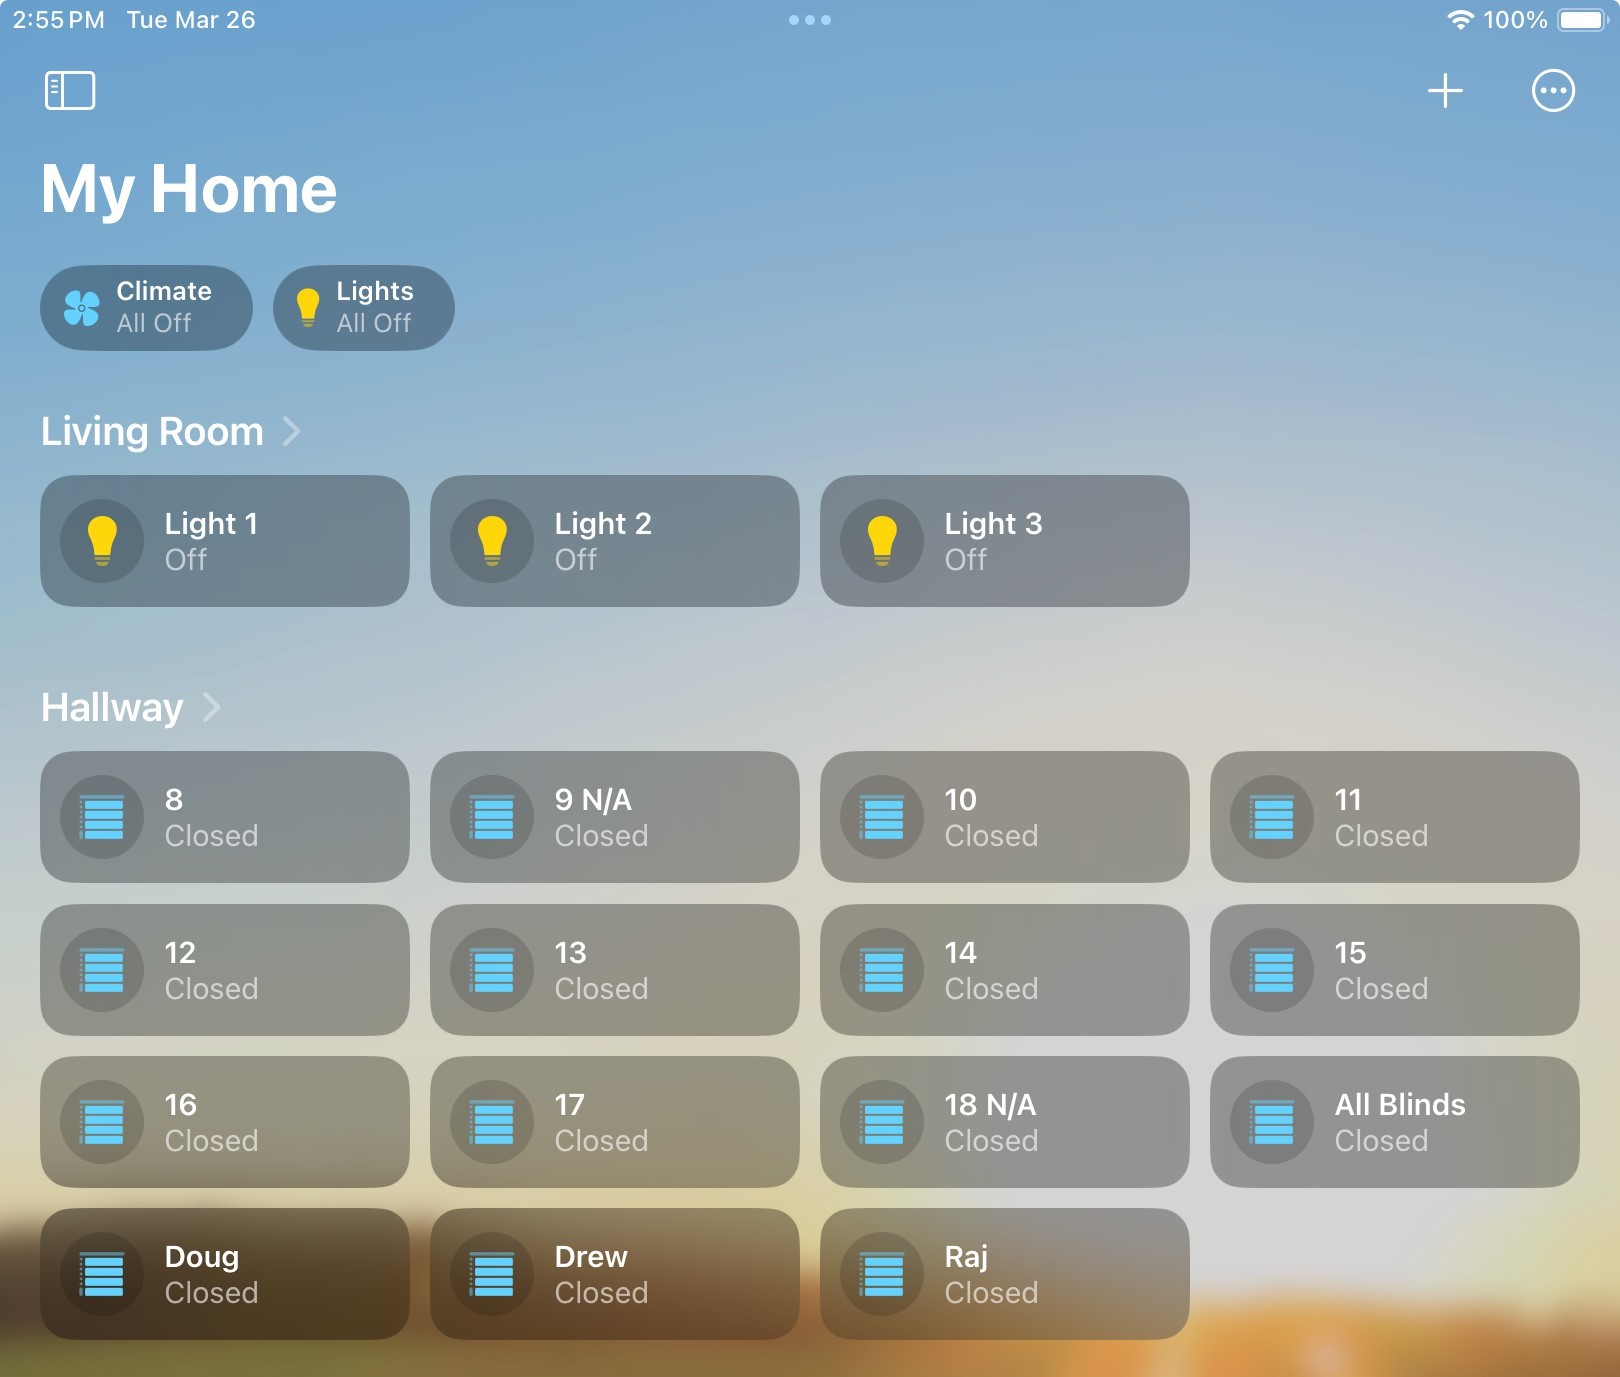 2:55 PM Tue Mar 26
100%
My Home
Climate
All Off
Lights
All Off
Living Room
Light 1
Off
Light 2
Off
Light 3
Off
Hallway
8
Closed
9 N/A
Closed
10
Closed
11
Closed
12
Closed
13
Closed
14
Closed
15
Closed
16
Closed
17
Closed
18 N/A
Closed
All Blinds
Closed
Doug
Closed
Drew
Closed
Raj
Closed